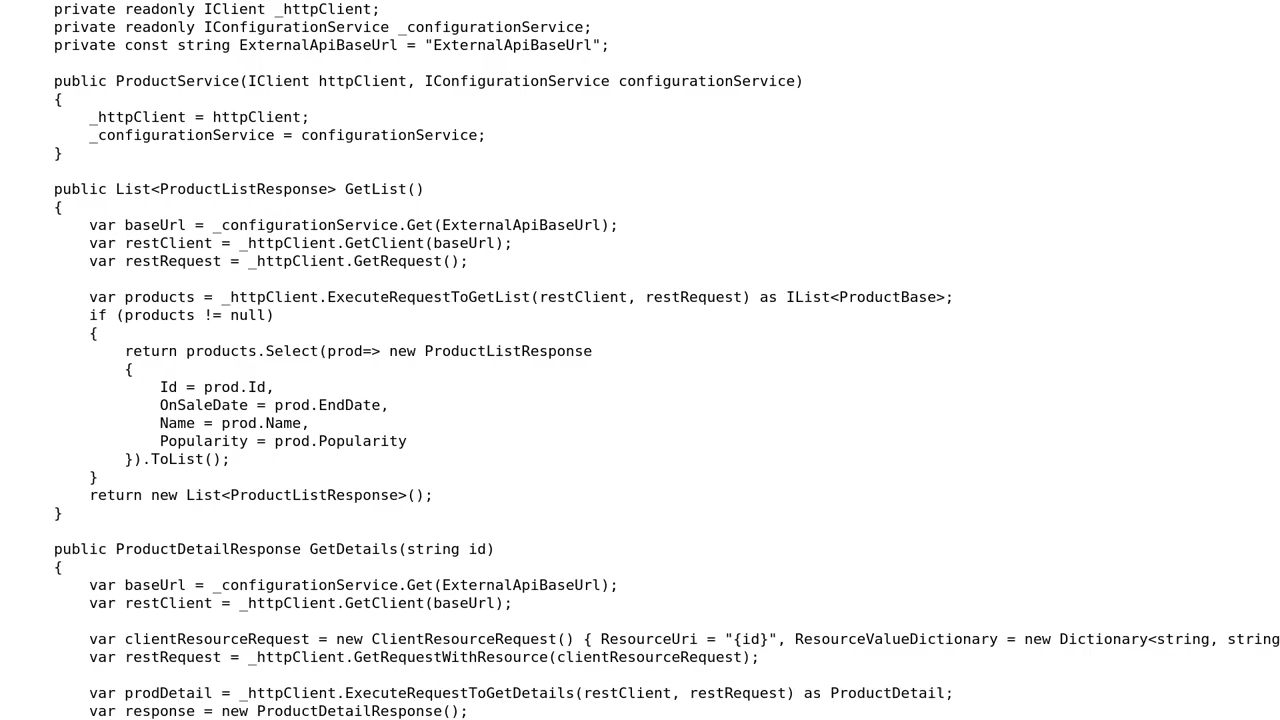 private readonly IClient _httpClient;
private readonly IConfigurationService _configurationService;
private const string ExternalApiBaseUrl = "ExternalApiBaseUrl";
public ProductService(IClient httpClient, IConfigurationService configurationService)
{
_httpClient = httpClient;
_configurationService = configurationService;
}
public List<ProductListResponse> GetList()
{
var baseUrl = _configurationService.Get(ExternalApiBaseUrl);
var restClient = _httpClient.GetClient(baseUrl);
var restRequest = _httpClient.GetRequest();
var products = _httpClient.ExecuteRequestToGetList(restClient, restRequest) as IList<ProductBase>;
if (products != null)
{
return products.Select(prod=> new ProductListResponse
{
Id = prod.Id,
OnSaleDate = prod.EndDate,
Name = prod.Name,
Popularity = prod.Popularity
}).ToList();
}
return new List<ProductListResponse>();
}
public ProductDetailResponse GetDetails(string id)
{
var baseUrl = _configurationService.Get(ExternalApiBaseUrl);
var restClient = _httpClient.GetClient(baseUrl);
var clientResourceRequest = new ClientResourceRequest() { ResourceUri = "{id}", ResourceValueDictionary = new Dictionary<string, string
var restRequest = _httpClient.GetRequestWithResource(clientResourceRequest);
var prodDetail = _httpClient.ExecuteRequestToGetDetails(restClient, restRequest) as ProductDetail;
var response = new ProductDetailResponse();